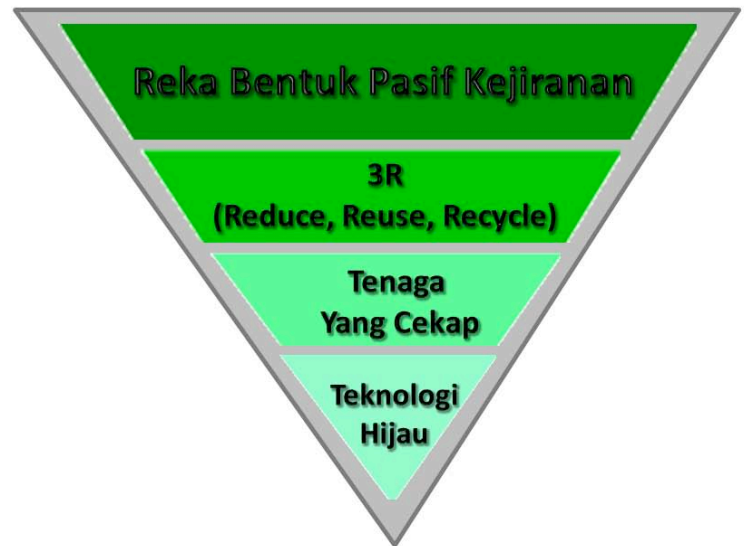 Reka Bentuk Pasif Kejiranan
3R
(Reduce, Reuse, Recycle)
Tenaga
Yang Cekap
Teknologi
Hijau